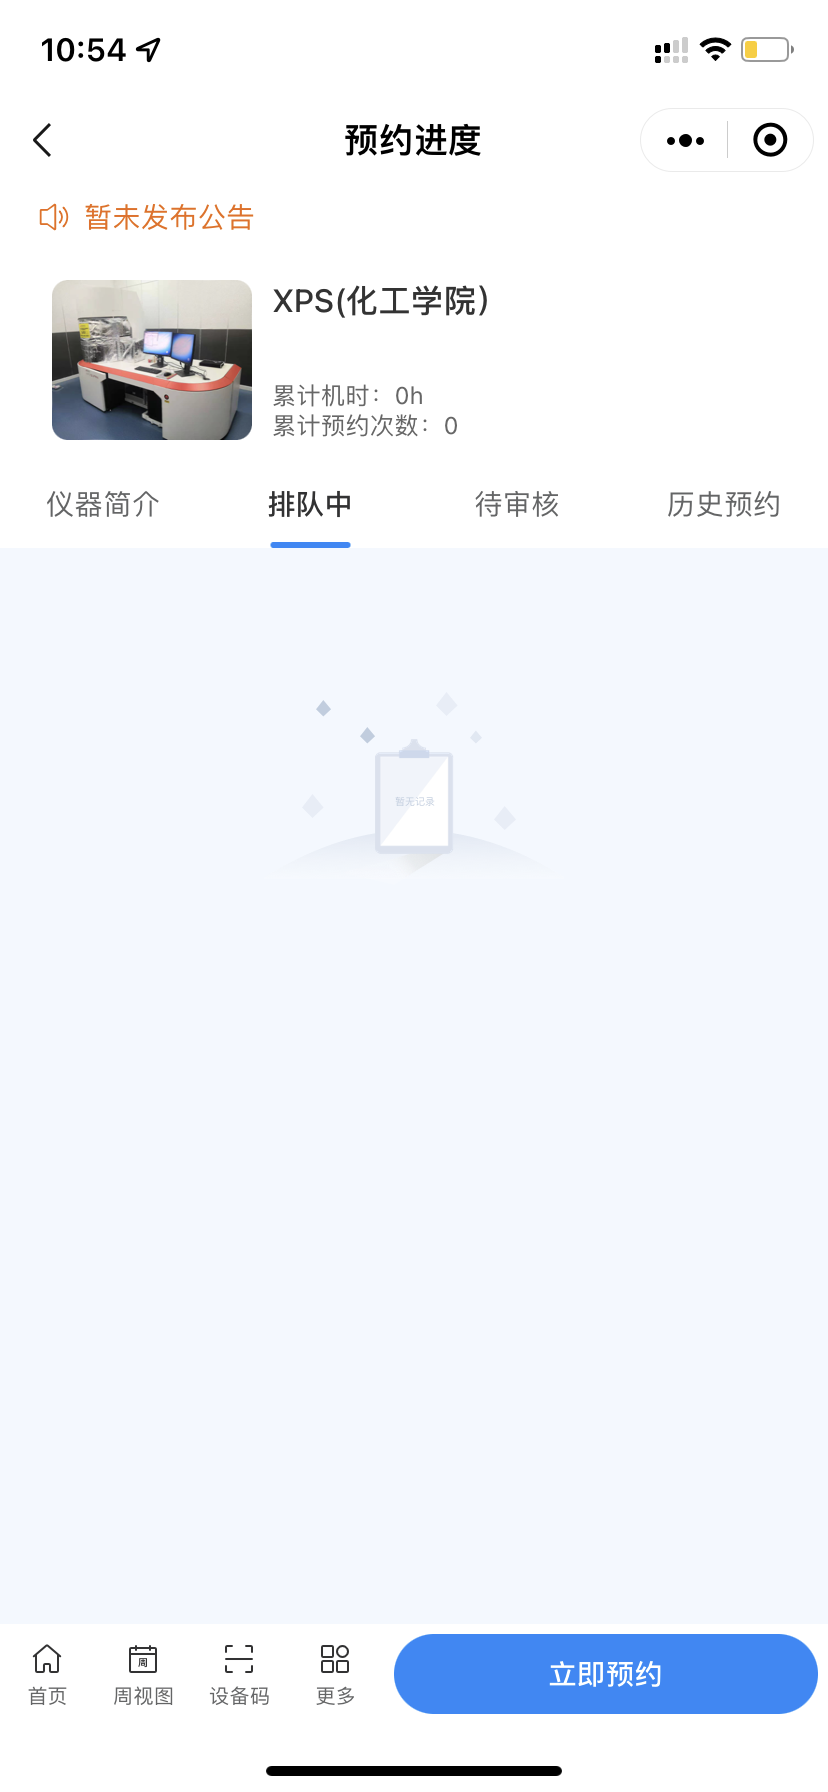 10:54
预约进度
暂未发布公告
XPS(化工学院）
累计机时：0h
累计预约次数：0
仪器简介 排队中 待审核 历史预约
暂无记录
周
首页 周视图 设备码 更多 立即预约